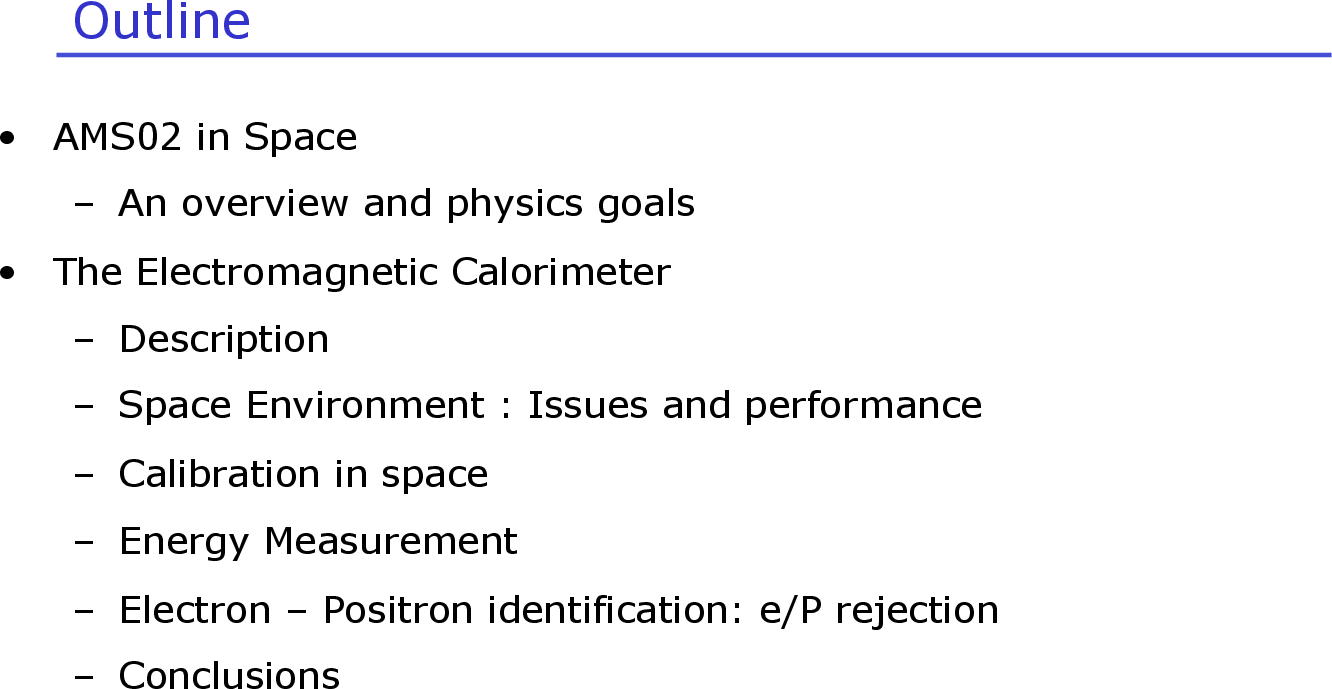 Outline
• AMS02 in Space
– An overview and physics goals
• The Electromagnetic Calorimeter
– Description
– Space Environment : Issues and performance
– Calibration in space
– Energy Measurement
– Electron – Positron identification: e/P rejection
– Conclusions